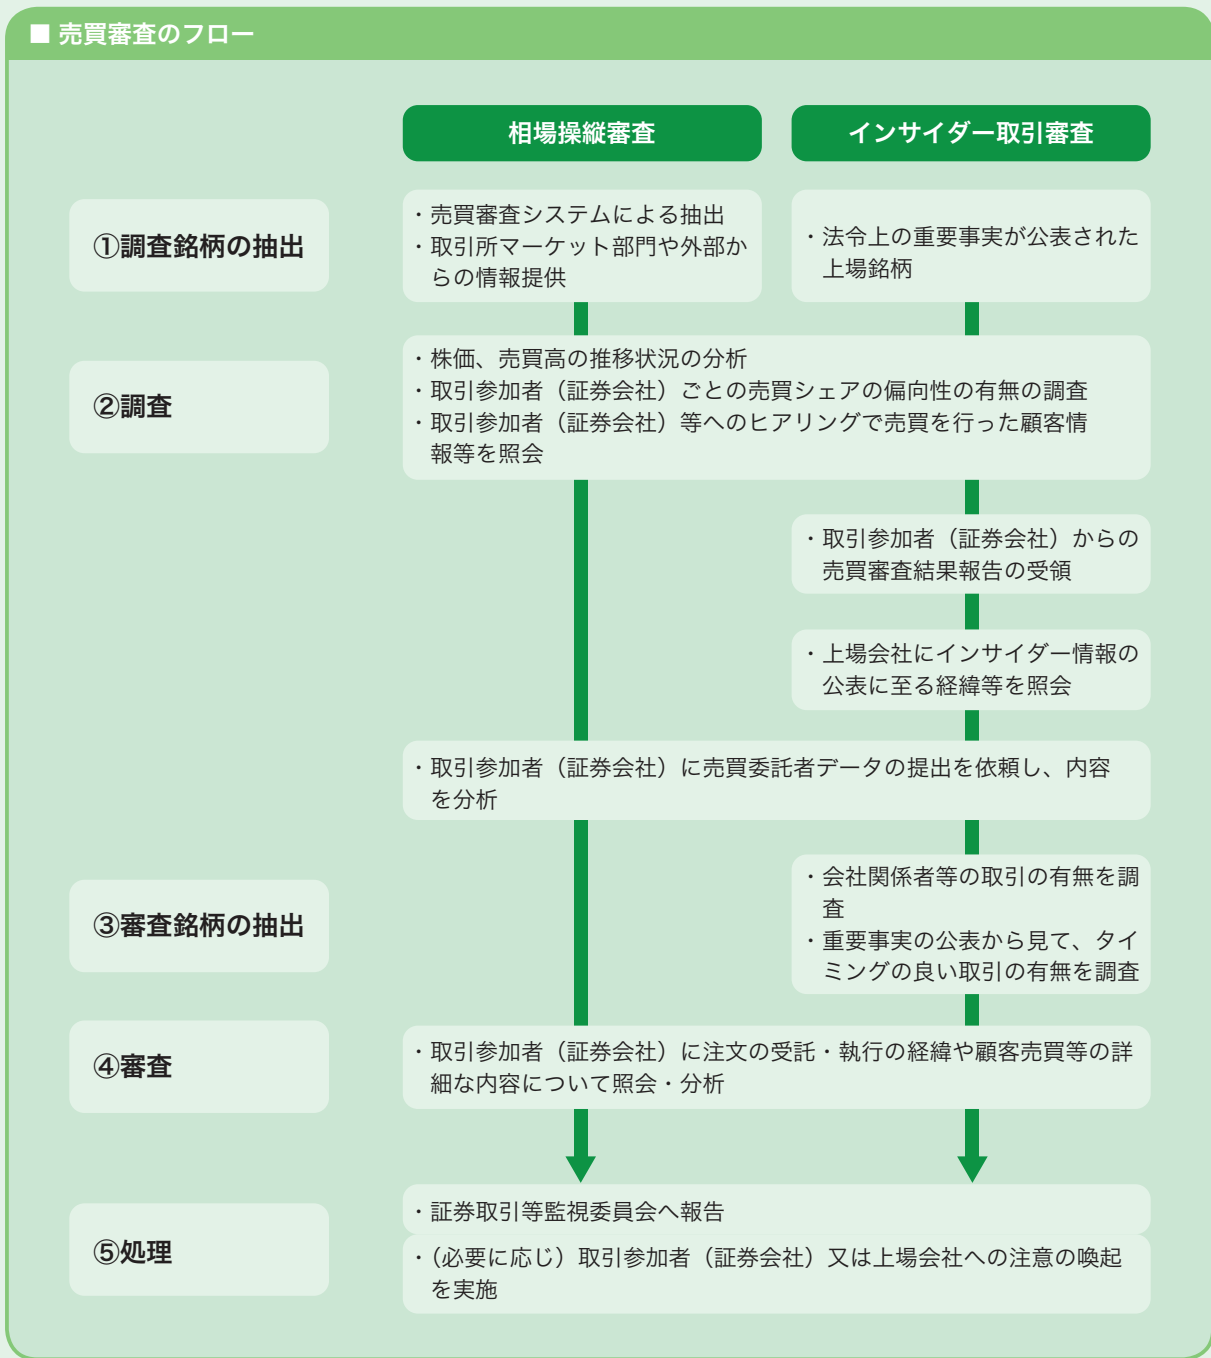 ■ 売買審査のフロー
相場操縦審査
インサイダー取引審査
①調査銘柄の抽出
・売買審査システムによる抽出
・取引所マーケット部門や外部か
らの情報提供
・法令上の重要事実が公表された
上場銘柄
②調査
・株価、売買高の推移状況の分析
・取引参加者（証券会社）ごとの売買シェアの偏向性の有無の調査
・取引参加者（証券会社）等へのヒアリングで売買を行った顧客情
報等を照会
・取引参加者（証券会社）からの
売買審査結果報告の受領
・上場会社にインサイダー情報の
公表に至る経緯等を照会
・取引参加者（証券会社）に売買委託者データの提出を依頼し、内容
を分析
③審査銘柄の抽出
・会社関係者等の取引の有無を調
査
・重要事実の公表から見て、タイ
ミングの良い取引の有無を調査
④審査
・取引参加者（証券会社）に注文の受託・執行の経緯や顧客売買等の詳
細な内容について照会・分析
⑤処理
・証券取引等監視委員会へ報告
・（必要に応じ）取引参加者（証券会社）又は上場会社への注意の喚起
を実施